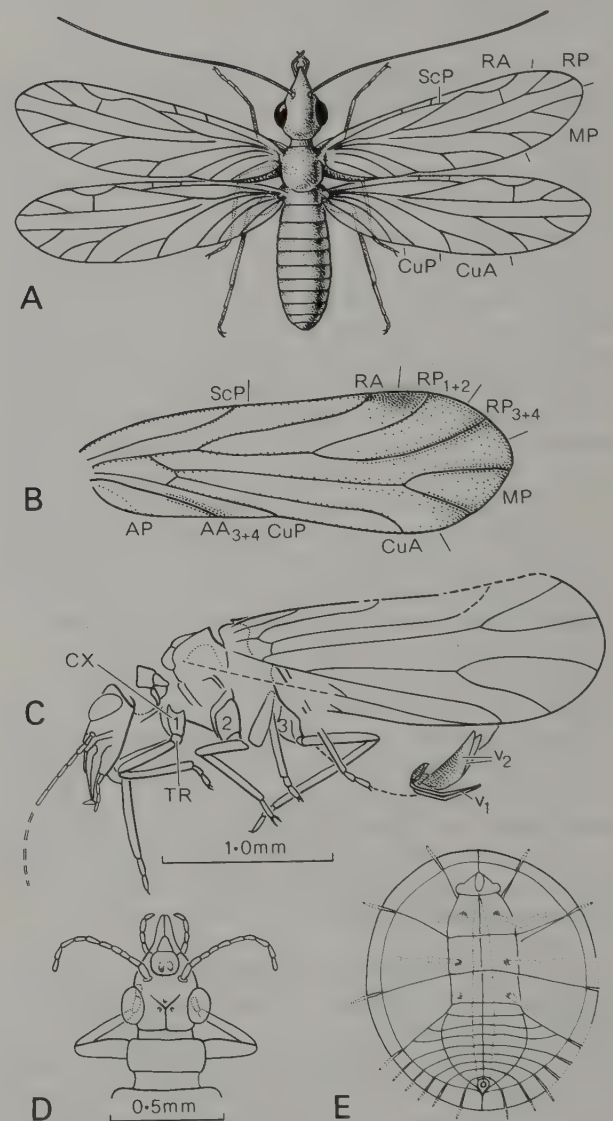 RA RP
ScP
MP
CuP CuA
A
ScP RA RP1+2
RP3+4
B
MP
AP AA3+4 CuP CuA
CX
C
1 2 3
TR
V2
V1
1·0mm
D
0·5mm
E